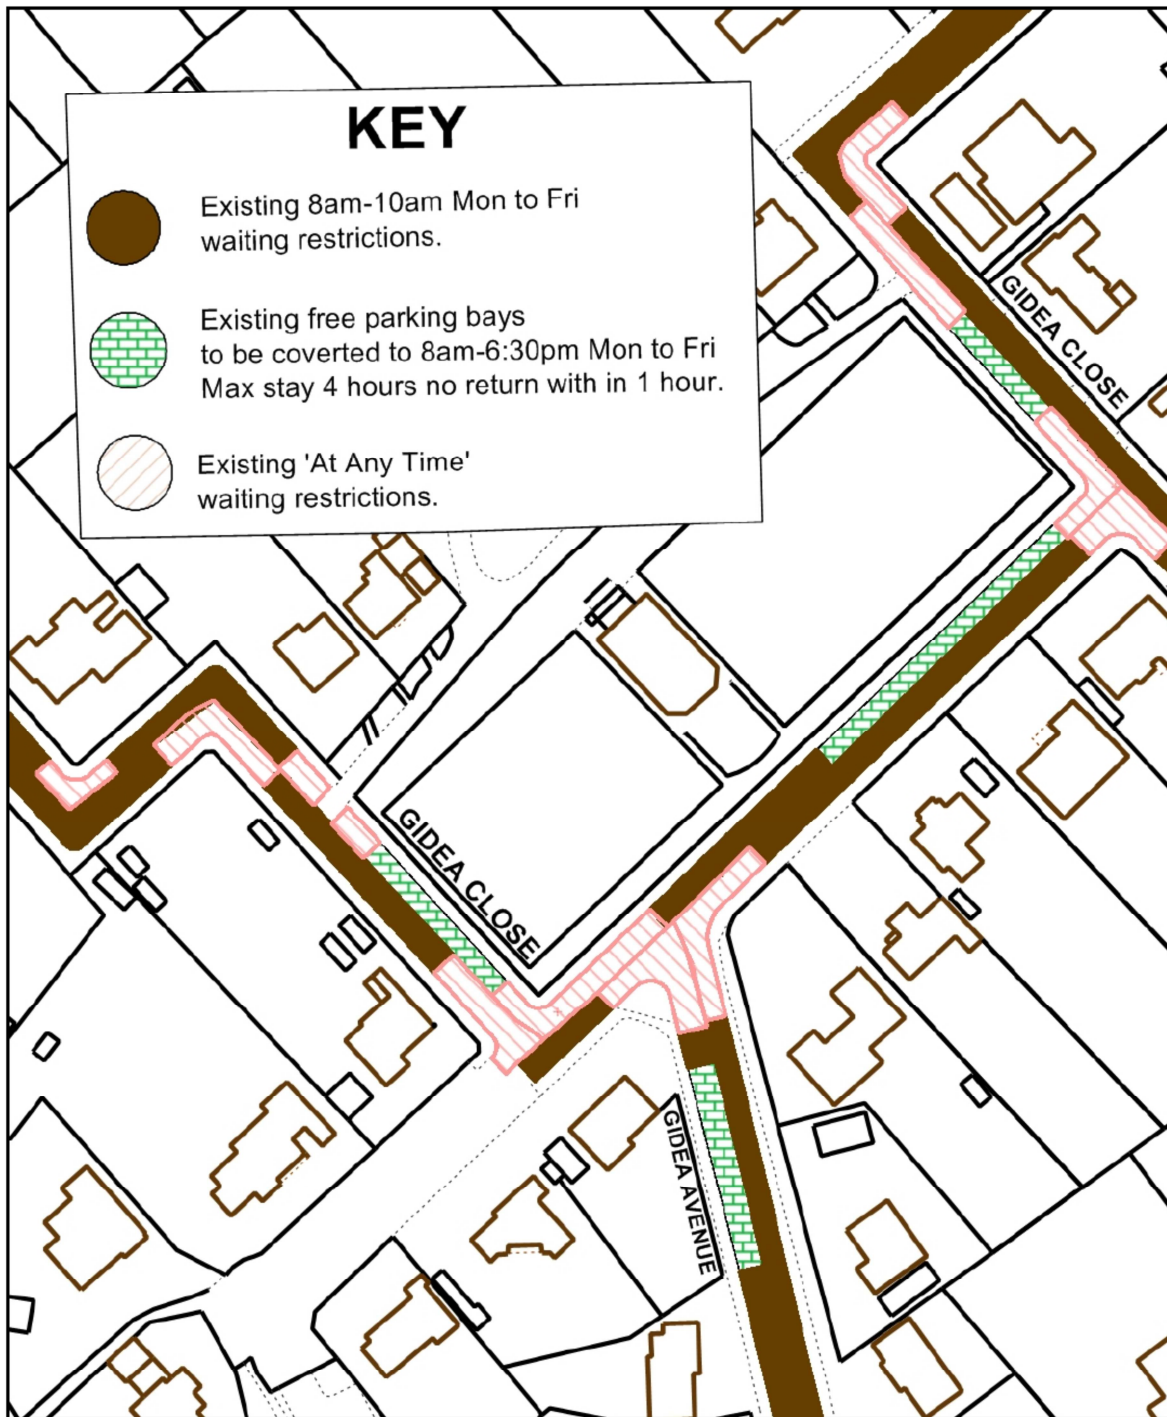 KEY
Existing 8am-10am Mon to Fri
waiting restrictions.
Existing free parking bays
to be coverted to 8am-6:30pm Mon to Fri
Max stay 4 hours no return with in 1 hour.
Existing 'At Any Time'
waiting restrictions.
GIDEA CLOSE
GIDEA CLOSE
GIDEA AVENUE